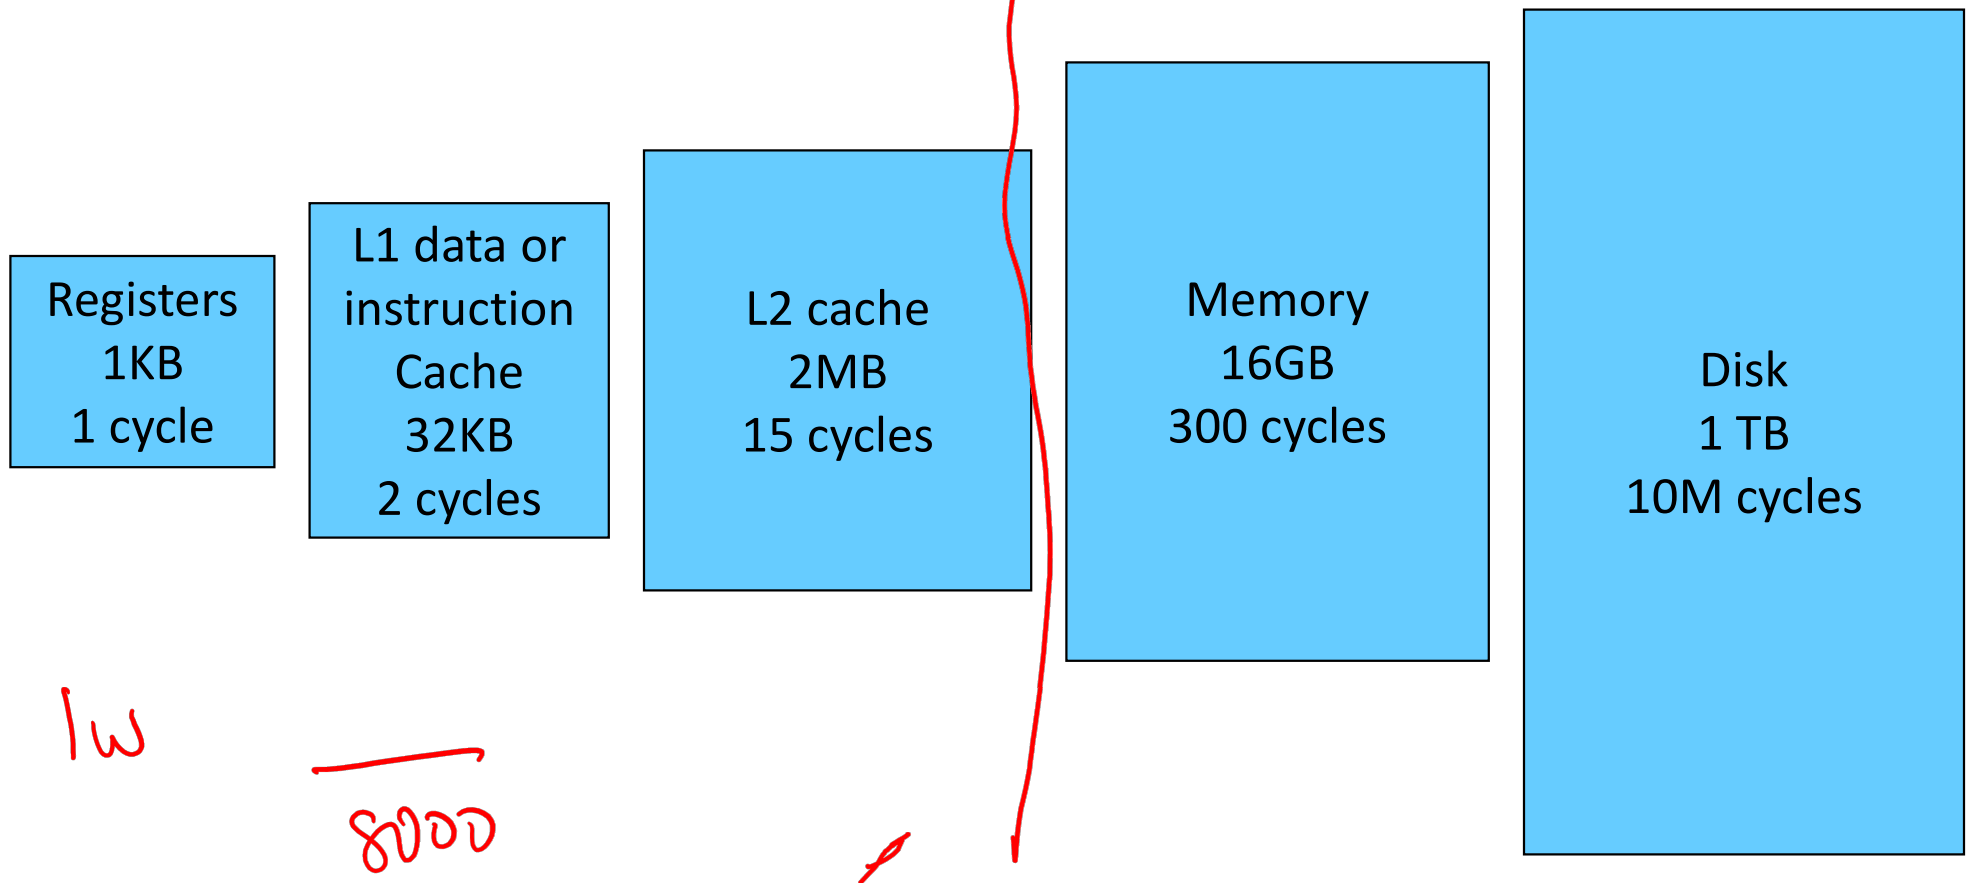 Registers
1KB
1 cycle
L1 data or
instruction
Cache
32KB
2 cycles
L2 cache
2MB
15 cycles
Memory
16GB
300 cycles
Disk
1 TB
10M cycles
lw
8000